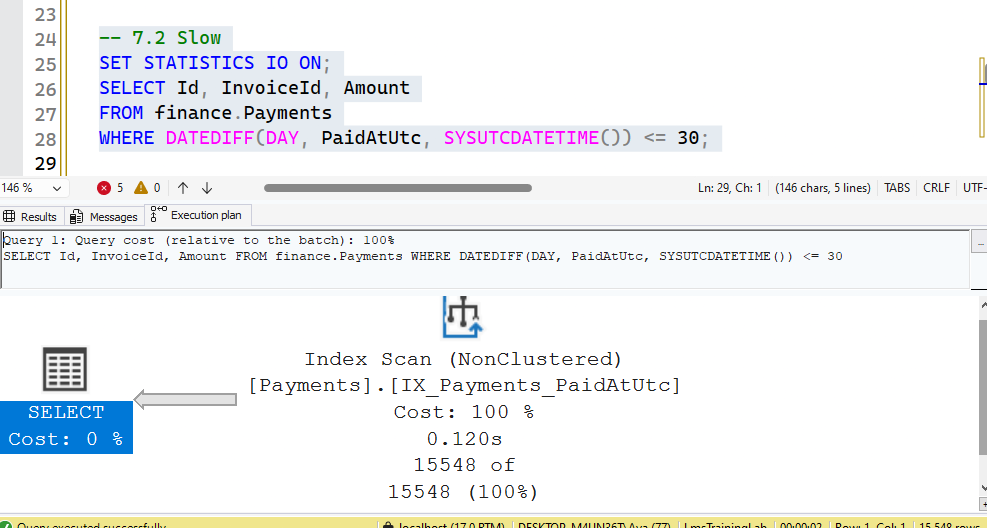 23
24 -- 7.2 Slow
25 SET STATISTICS IO ON;
26 SELECT Id, InvoiceId, Amount
27 FROM finance.Payments
28 WHERE DATEDIFF(DAY, PaidAtUtc, SYSUTCDATETIME()) <= 30;
29
146 % 5 0 Ln: 29, Ch: 1 (146 chars, 5 lines) TABS CRLF UTF-
Results Messages Execution plan
Query 1: Query cost (relative to the batch): 100%
SELECT Id, InvoiceId, Amount FROM finance.Payments WHERE DATEDIFF(DAY, PaidAtUtc, SYSUTCDATETIME()) <= 30
Index Scan (NonClustered)
[Payments].[IX_Payments_PaidAtUtc]
Cost: 100 %
0.120s
15548 of
15548 (100%)
SELECT
Cost: 0 %
Query executed successfully. localhost (17.0 RTM) LmsTrainingLab 00:00:02 Row: 1, Col: 1 15,548 rows